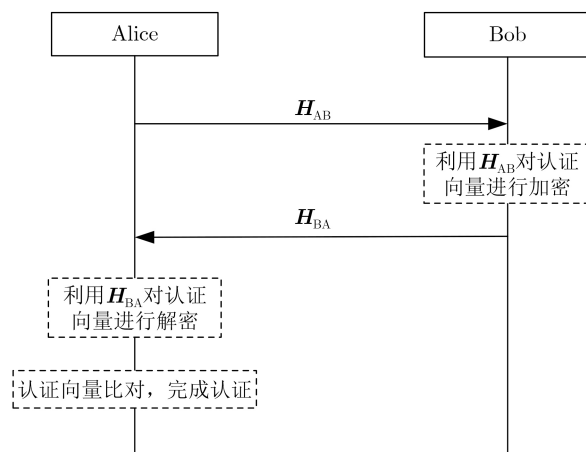 Alice
Bob
H_AB
利用H_AB对认证
向量进行加密
H_BA
利用H_BA对认证
向量进行解密
认证向量比对，完成认证